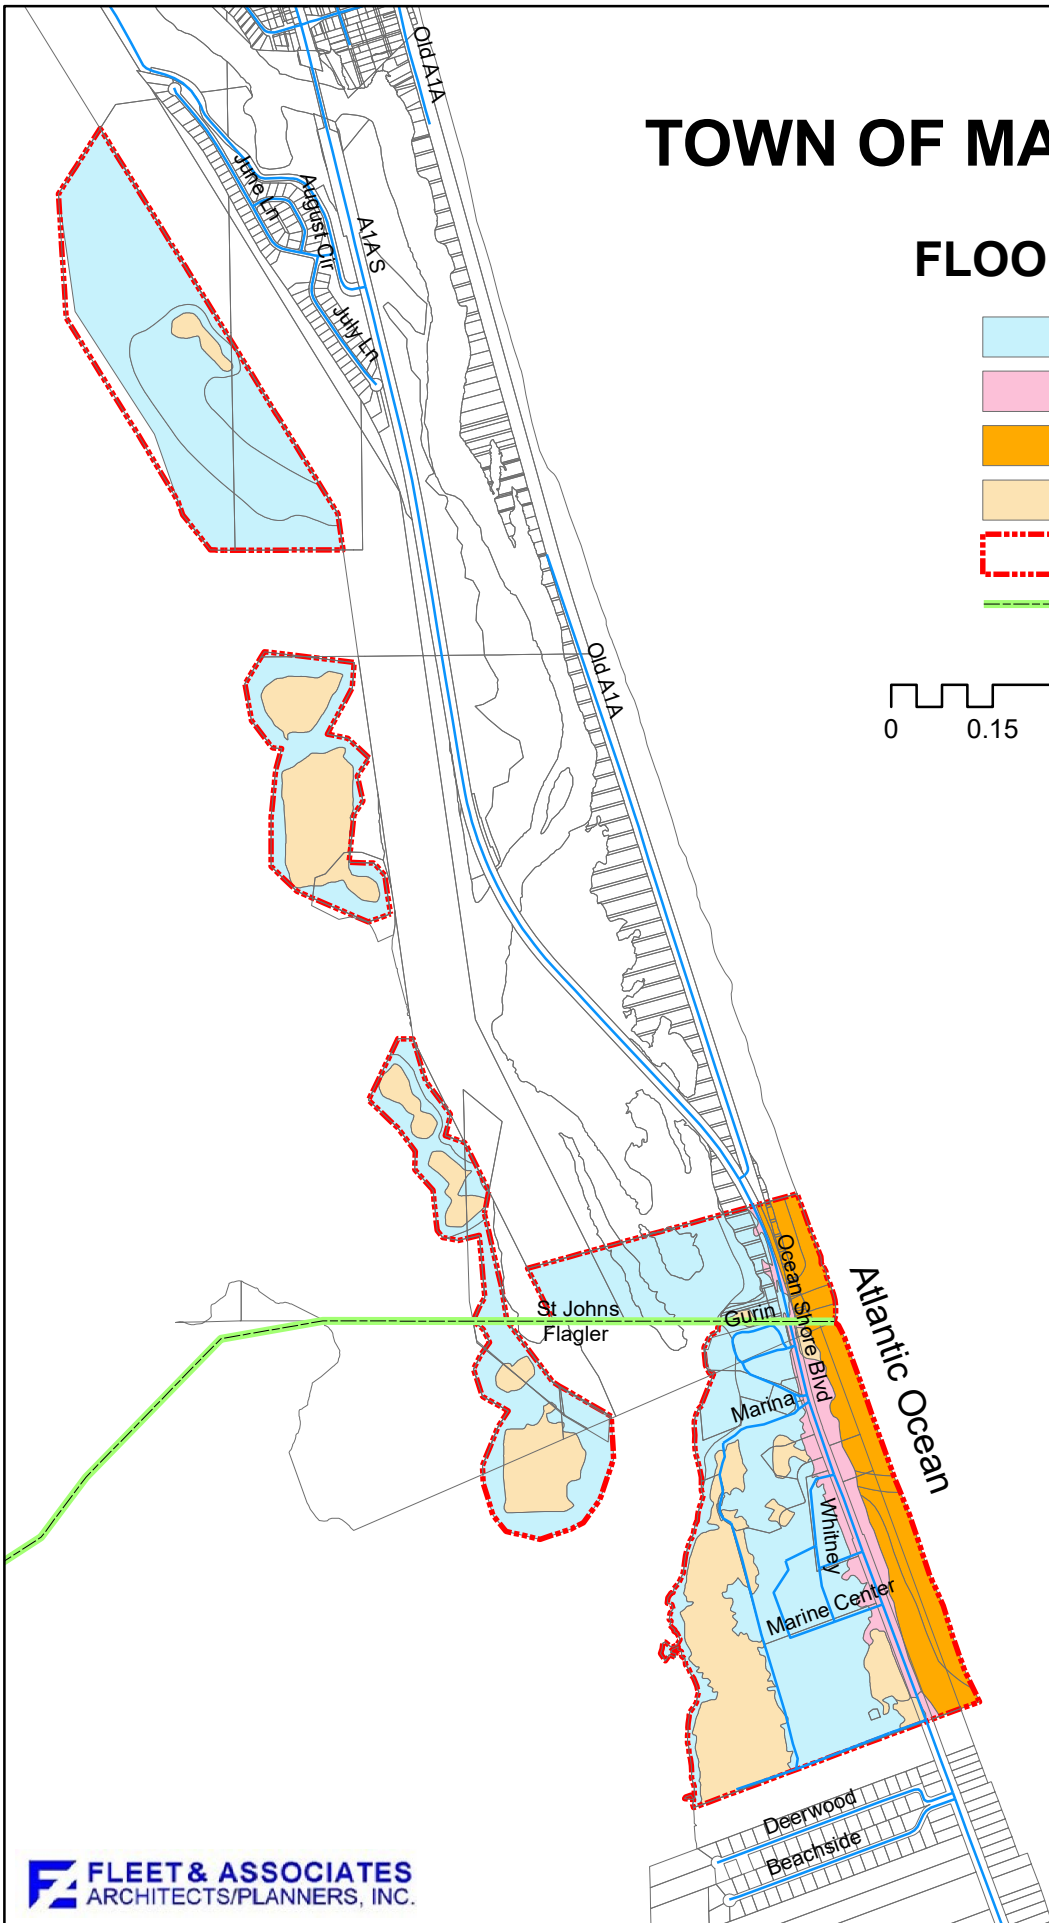 Old A1A
TOWN OF MA
June Ln
August Cir
A1A S
FLOO
July Ln
Old A1A
0 0.15
Ocean Shore Blvd
Atlantic Ocean
St Johns
Gurin
Flagler
Marina
Whitney
Marine Center
Deerwood
Beachside
FLEET & ASSOCIATES
ARCHITECTS/PLANNERS, INC.